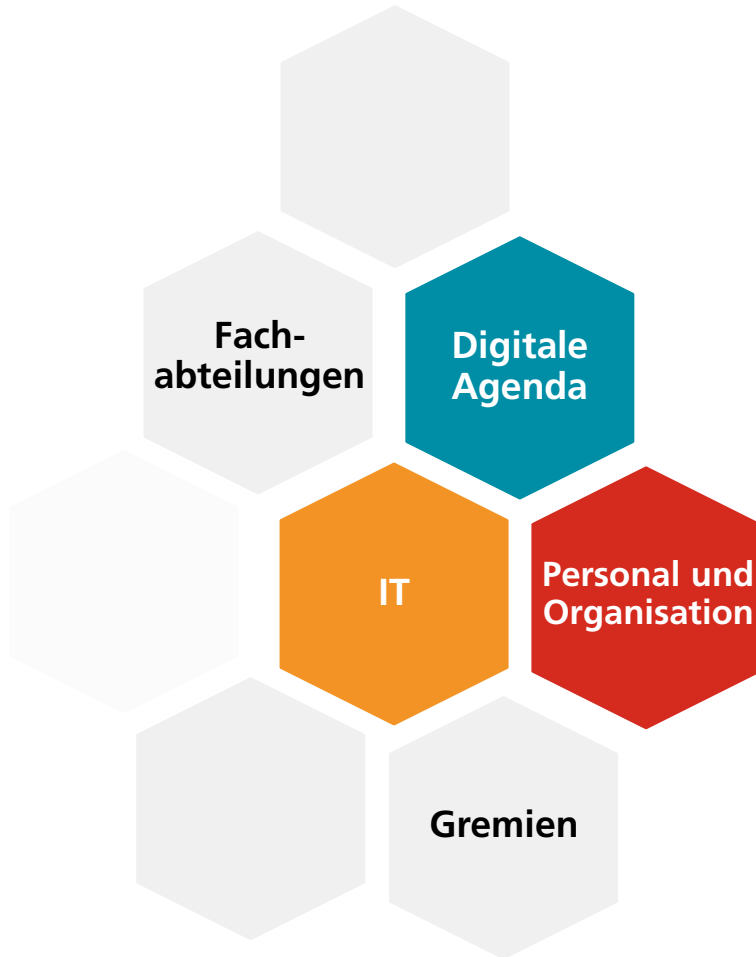 Fach-
abteilungen
Digitale
Agenda
IT
Personal und
Organisation
Gremien